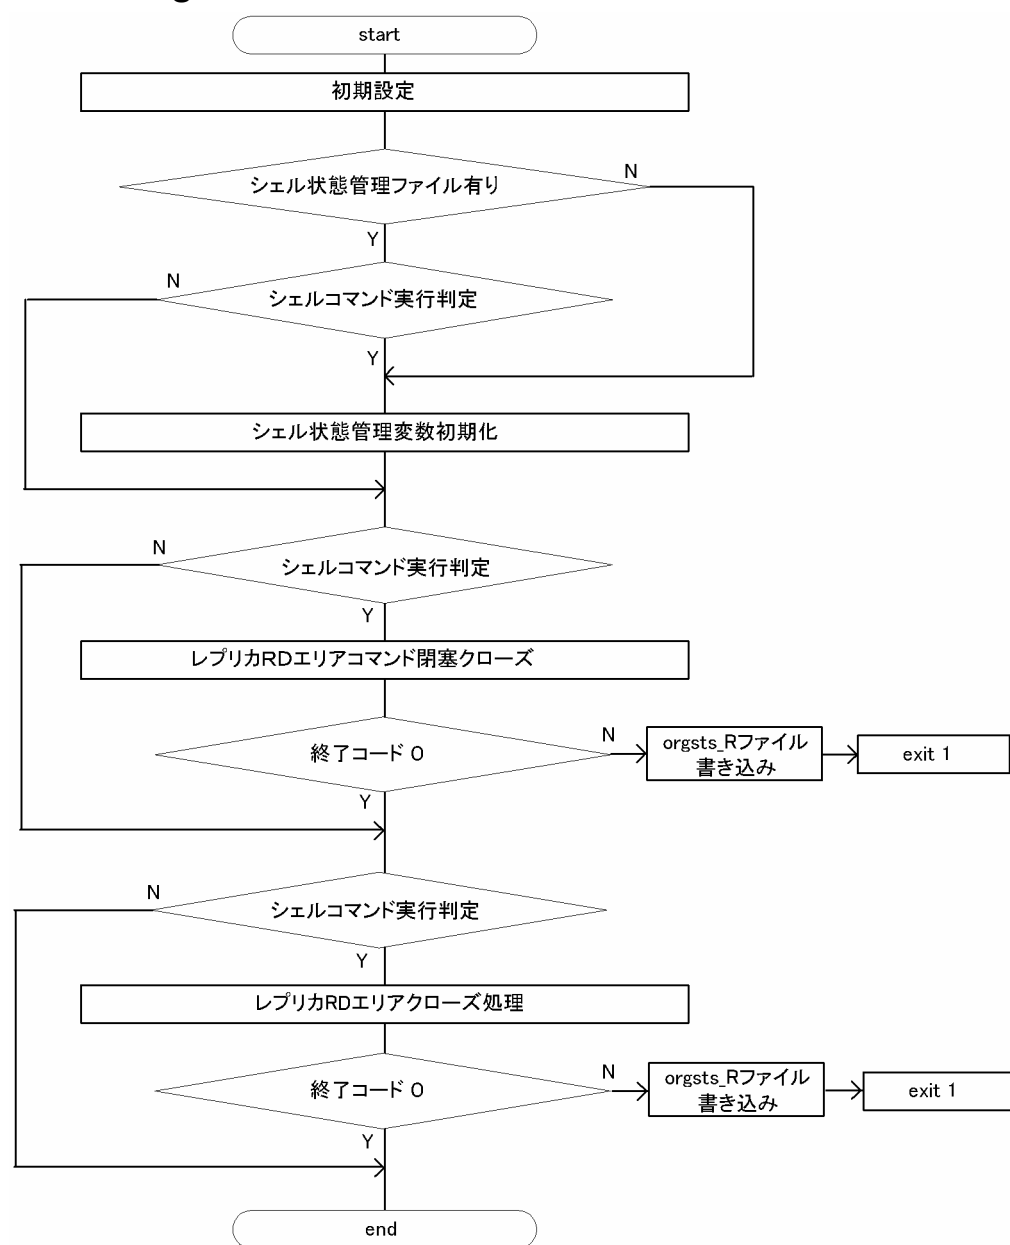 start
初期設定
シェル状態管理ファイル有り
N
Y
N
シェルコマンド実行判定
Y
シェル状態管理変数初期化
N
シェルコマンド実行判定
Y
レプリカRDエリアコマンド閉塞クローズ
終了コード 0
N
orgsts_Rファイル
書き込み
exit 1
Y
N
シェルコマンド実行判定
Y
レプリカRDエリアクローズ処理
終了コード 0
N
orgsts_Rファイル
書き込み
exit 1
Y
end